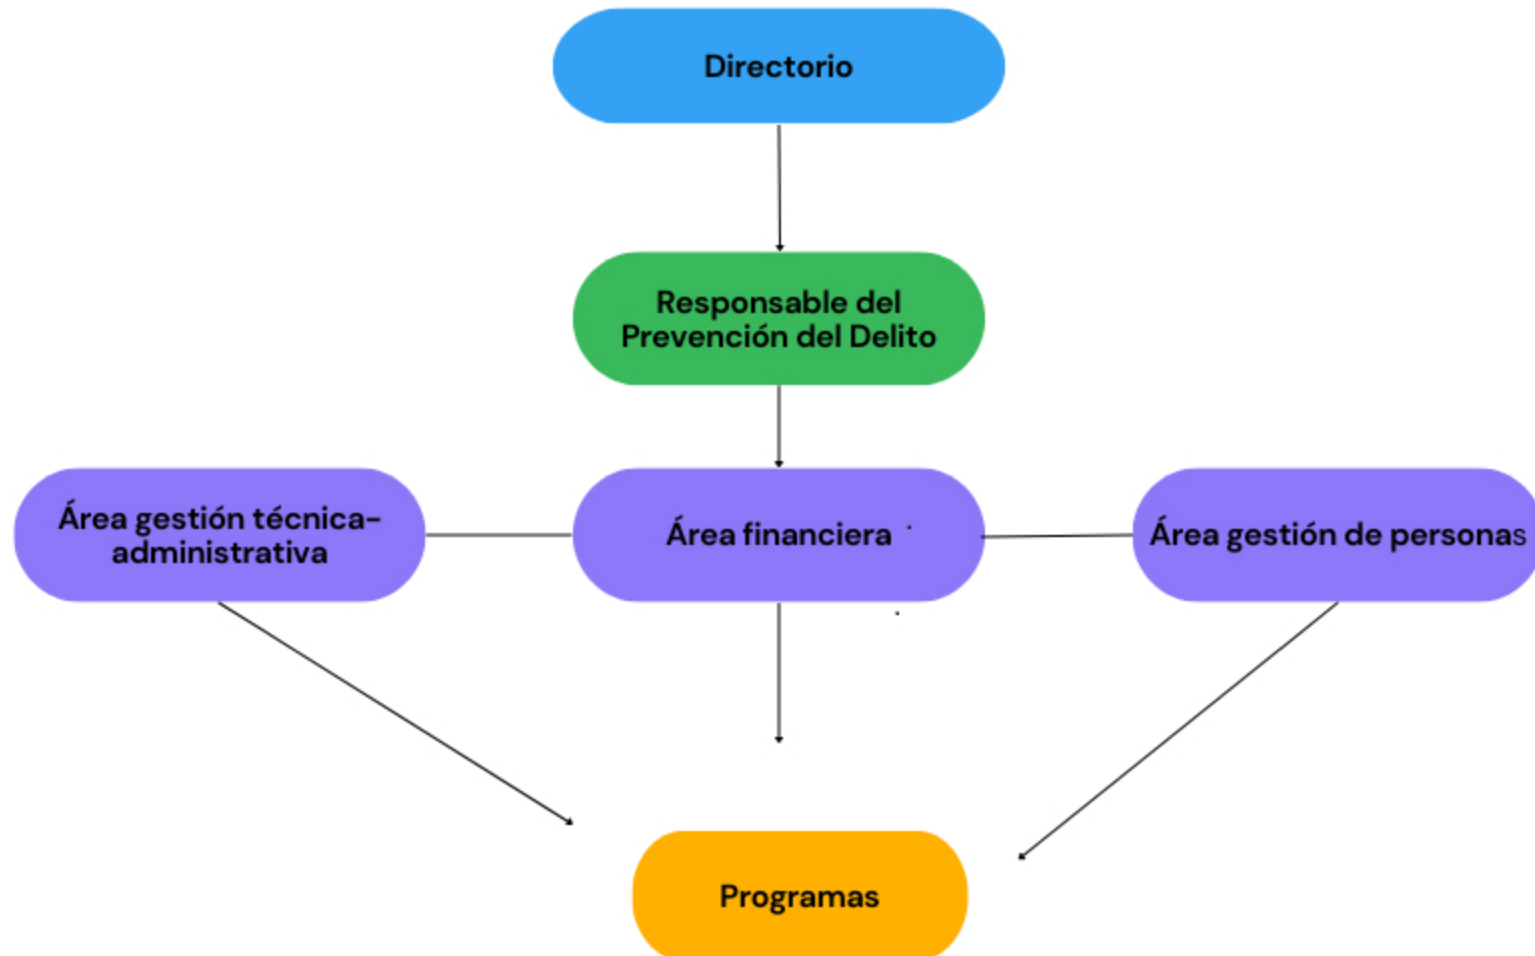 Directorio
Responsable del
Prevención del Delito
Área gestión técnica-
administrativa
Área financiera
Área gestión de personas
Programas